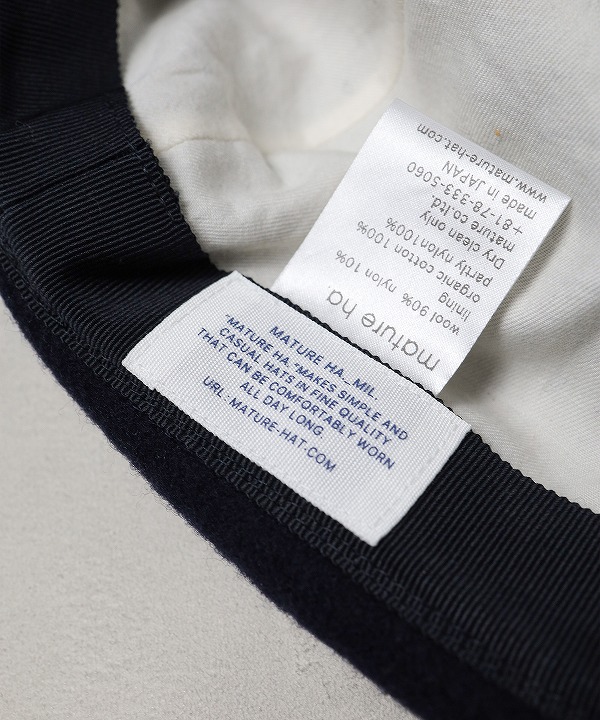 MATURE HA._MIL
"MATURE HA."MAKES SIMPLE AND
CASUAL HATS IN FINE QUALITY
THAT CAN BE COMFORTABLY WORN
ALL DAY LONG.
URL: MATURE-HAT·COM
mature ha.
wool 90% nylon 10%
lining
organic cotton 100%
partly nylon100%
Dry clean only
mature co.ltd.
+81-78-333-5060
made in JAPAN
www.mature-hat.com